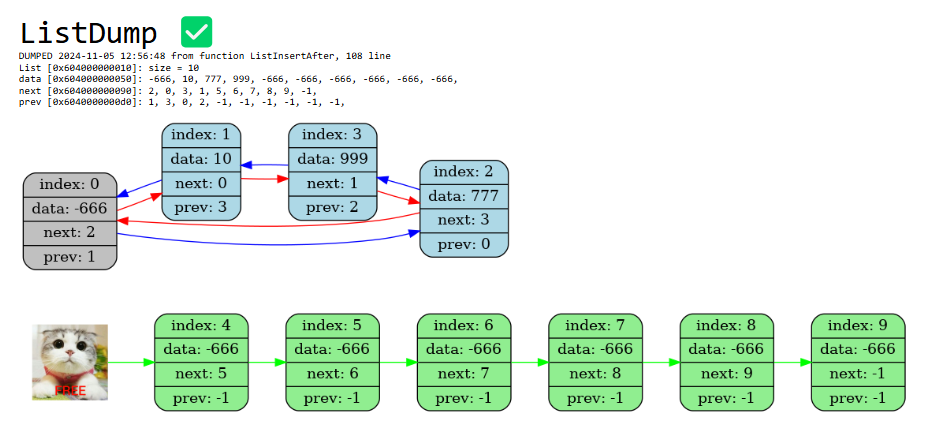 ListDump ✅
DUMPED 2024-11-05 12:56:48 from function ListInsertAfter, 108 line
List [0x604000000010]: size = 10
data [0x604000000050]: -666, 10, 777, 999, -666, -666, -666, -666, -666, -666,
next [0x604000000090]: 2, 0, 3, 1, 5, 6, 7, 8, 9, -1,
prev [0x6040000000d0]: 1, 3, 0, 2, -1, -1, -1, -1, -1, -1,
index: 0
data: -666
next: 2
prev: 1
index: 1
data: 10
next: 0
prev: 3
index: 3
data: 999
next: 1
prev: 2
index: 2
data: 777
next: 3
prev: 0
FREE
index: 4
data: -666
next: 5
prev: -1
index: 5
data: -666
next: 6
prev: -1
index: 6
data: -666
next: 7
prev: -1
index: 7
data: -666
next: 8
prev: -1
index: 8
data: -666
next: 9
prev: -1
index: 9
data: -666
next: -1
prev: -1